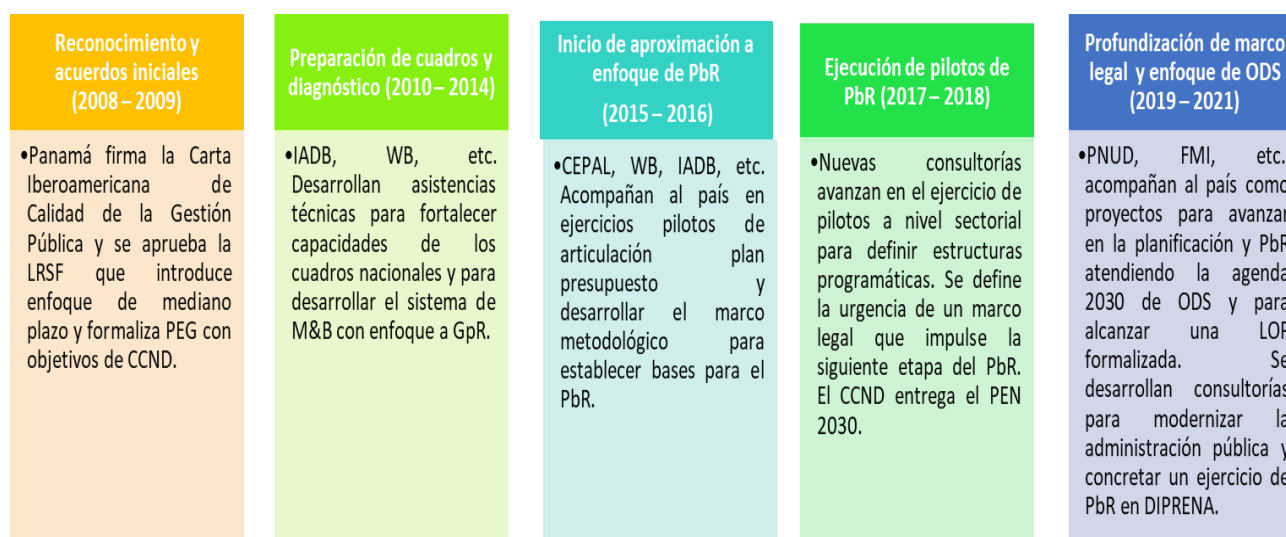 Reconocimiento y
acuerdos iniciales
(2008 – 2009)
•Panamá firma la Carta
Iberoamericana de
Calidad de la Gestión
Pública y se aprueba la
LRSF que introduce
enfoque de mediano
plazo y formaliza PEG con
objetivos de CCND.
Preparación de cuadros y
diagnóstico (2010 – 2014)
•IADB, WB, etc.
Desarrollan asistencias
técnicas para fortalecer
capacidades de los
cuadros nacionales y para
desarrollar el sistema de
M&B con enfoque a GpR.
Inicio de aproximación a
enfoque de PbR
(2015 – 2016)
•CEPAL, WB, IADB, etc.
Acompañan al país en
ejercicios pilotos de
articulación plan
presupuesto y
desarrollar el marco
metodológico para
establecer bases para el
PbR.
Ejecución de pilotos de
PbR (2017 – 2018)
•Nuevas consultorías
avanzan en el ejercicio de
pilotos a nivel sectorial
para definir estructuras
programáticas. Se define
la urgencia de un marco
legal que impulse la
siguiente etapa del PbR.
El CCND entrega el PEN
2030.
Profundización de marco
legal y enfoque de ODS
(2019 – 2021)
•PNUD, FMI, etc.
acompañan al país como
proyectos para avanzar
en la planificación y PbR
atendiendo la agenda
2030 de ODS y para
alcanzar una LOP
formalizada. Se
desarrollan consultorías
para modernizar la
administración pública y
concretar un ejercicio de
PbR en DIPRENA.